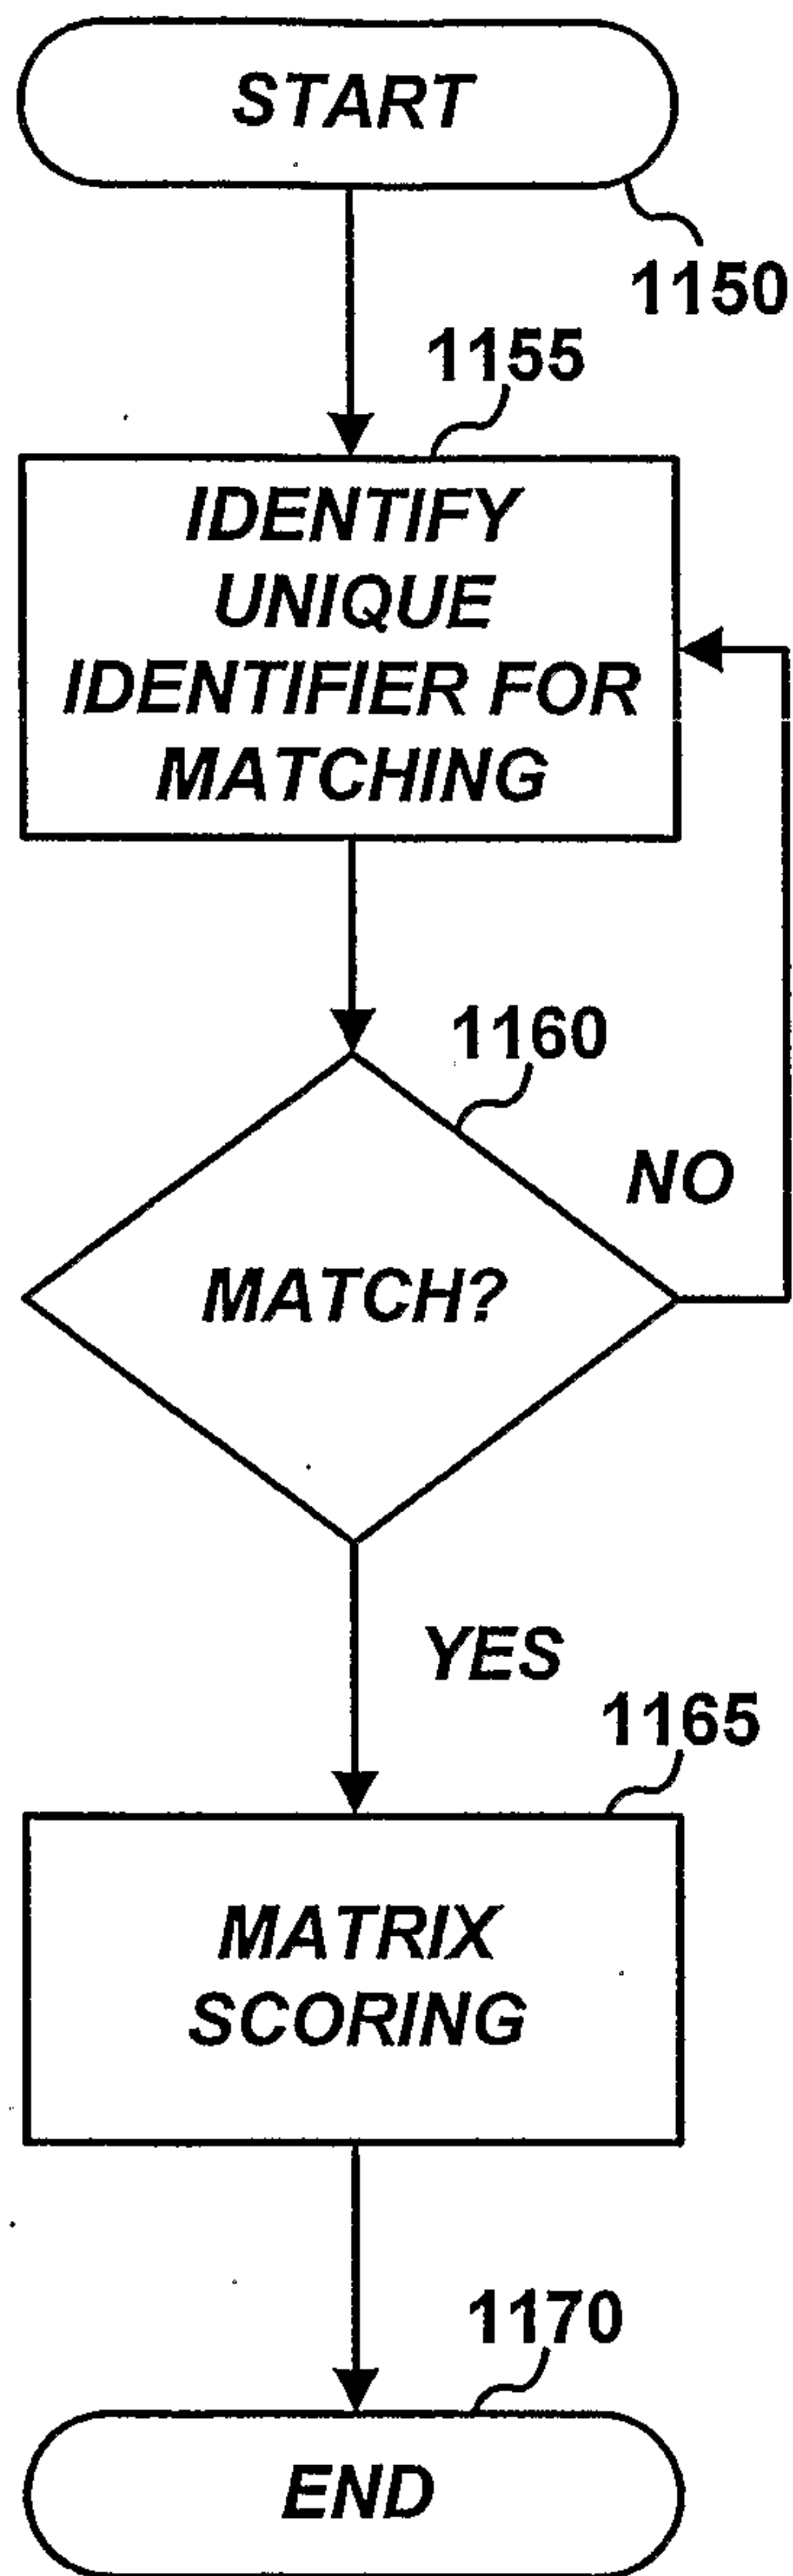 START
1150
1155
IDENTIFY
UNIQUE
IDENTIFIER FOR
MATCHING
1160
NO
MATCH?
YES
1165
MATRIX
SCORING
1170
END